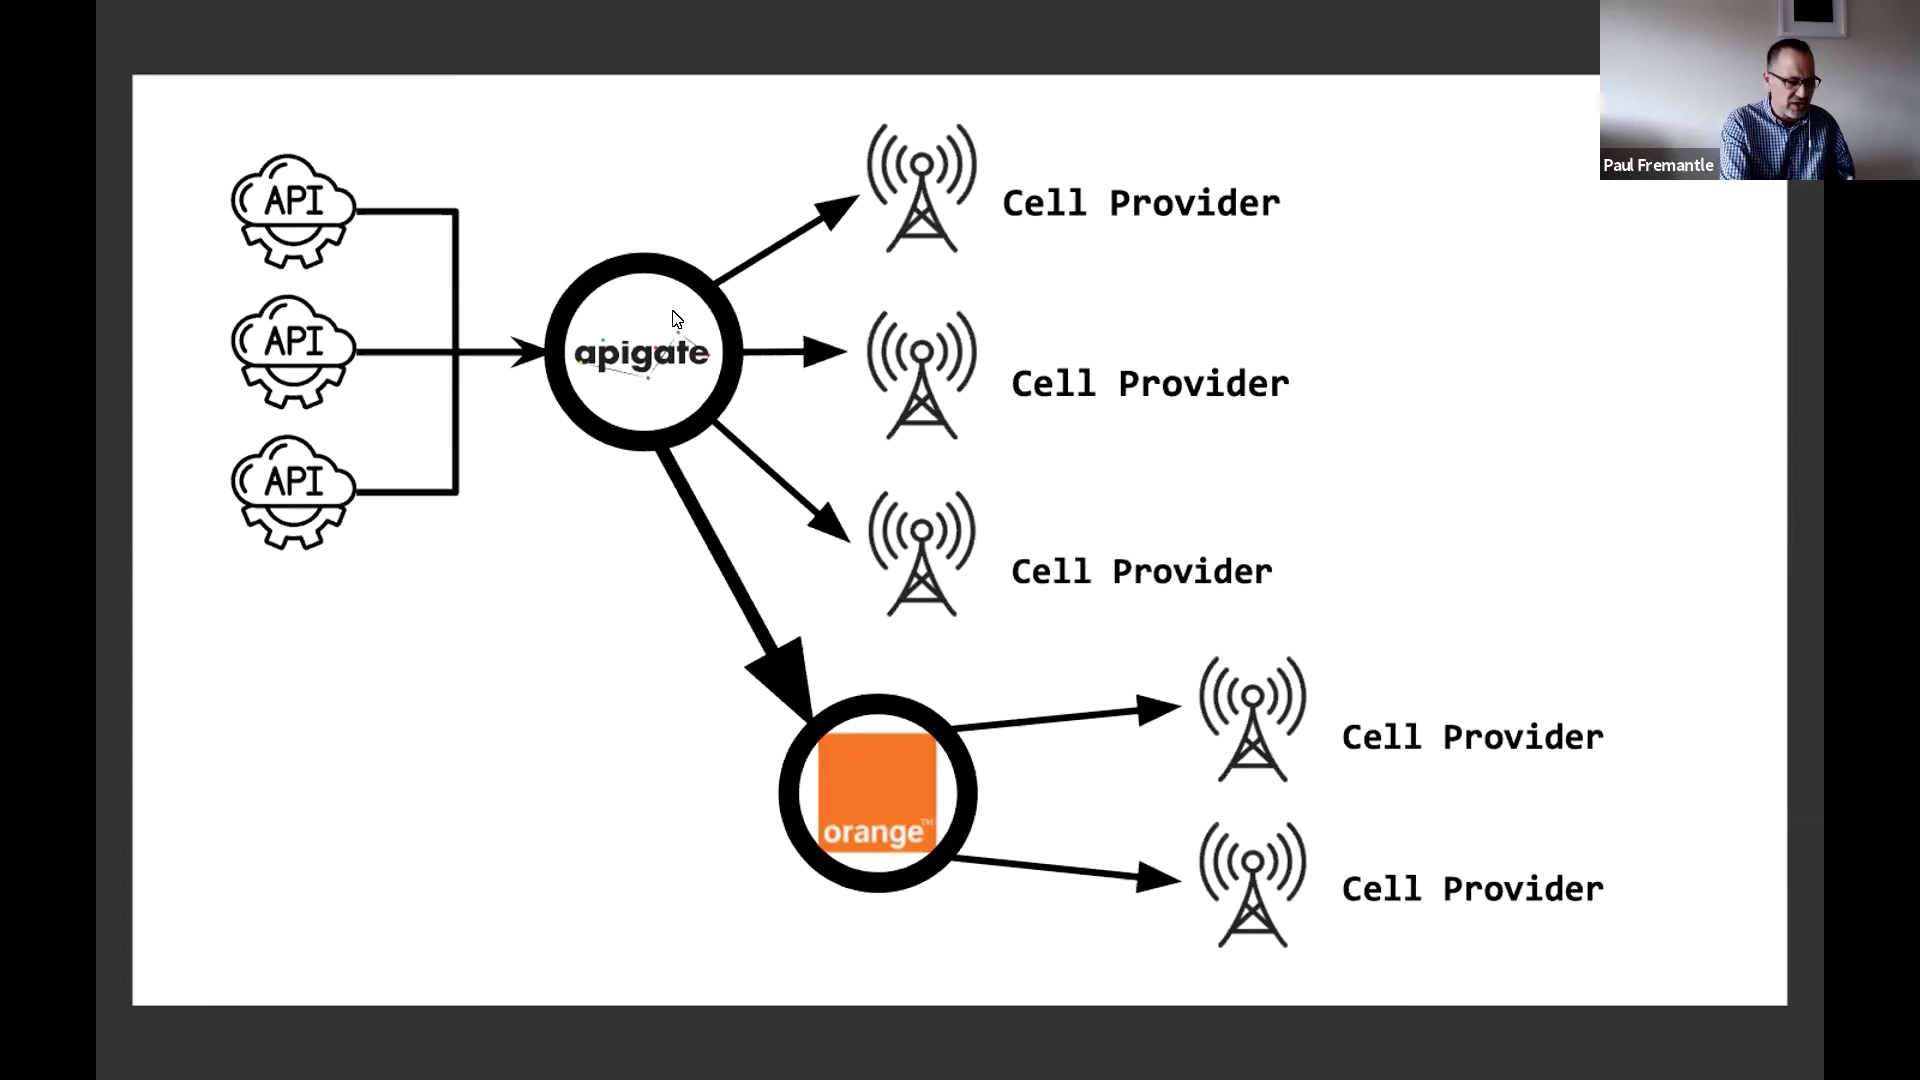 Paul Fremantle
API
Cell Provider
API
apigate
Cell Provider
API
Cell Provider
Cell Provider
orange™
Cell Provider